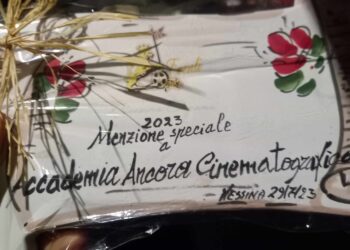 2023
Menzione speciale
a
Accademia Ancora Cinematografica
MESSINA 29/7/23